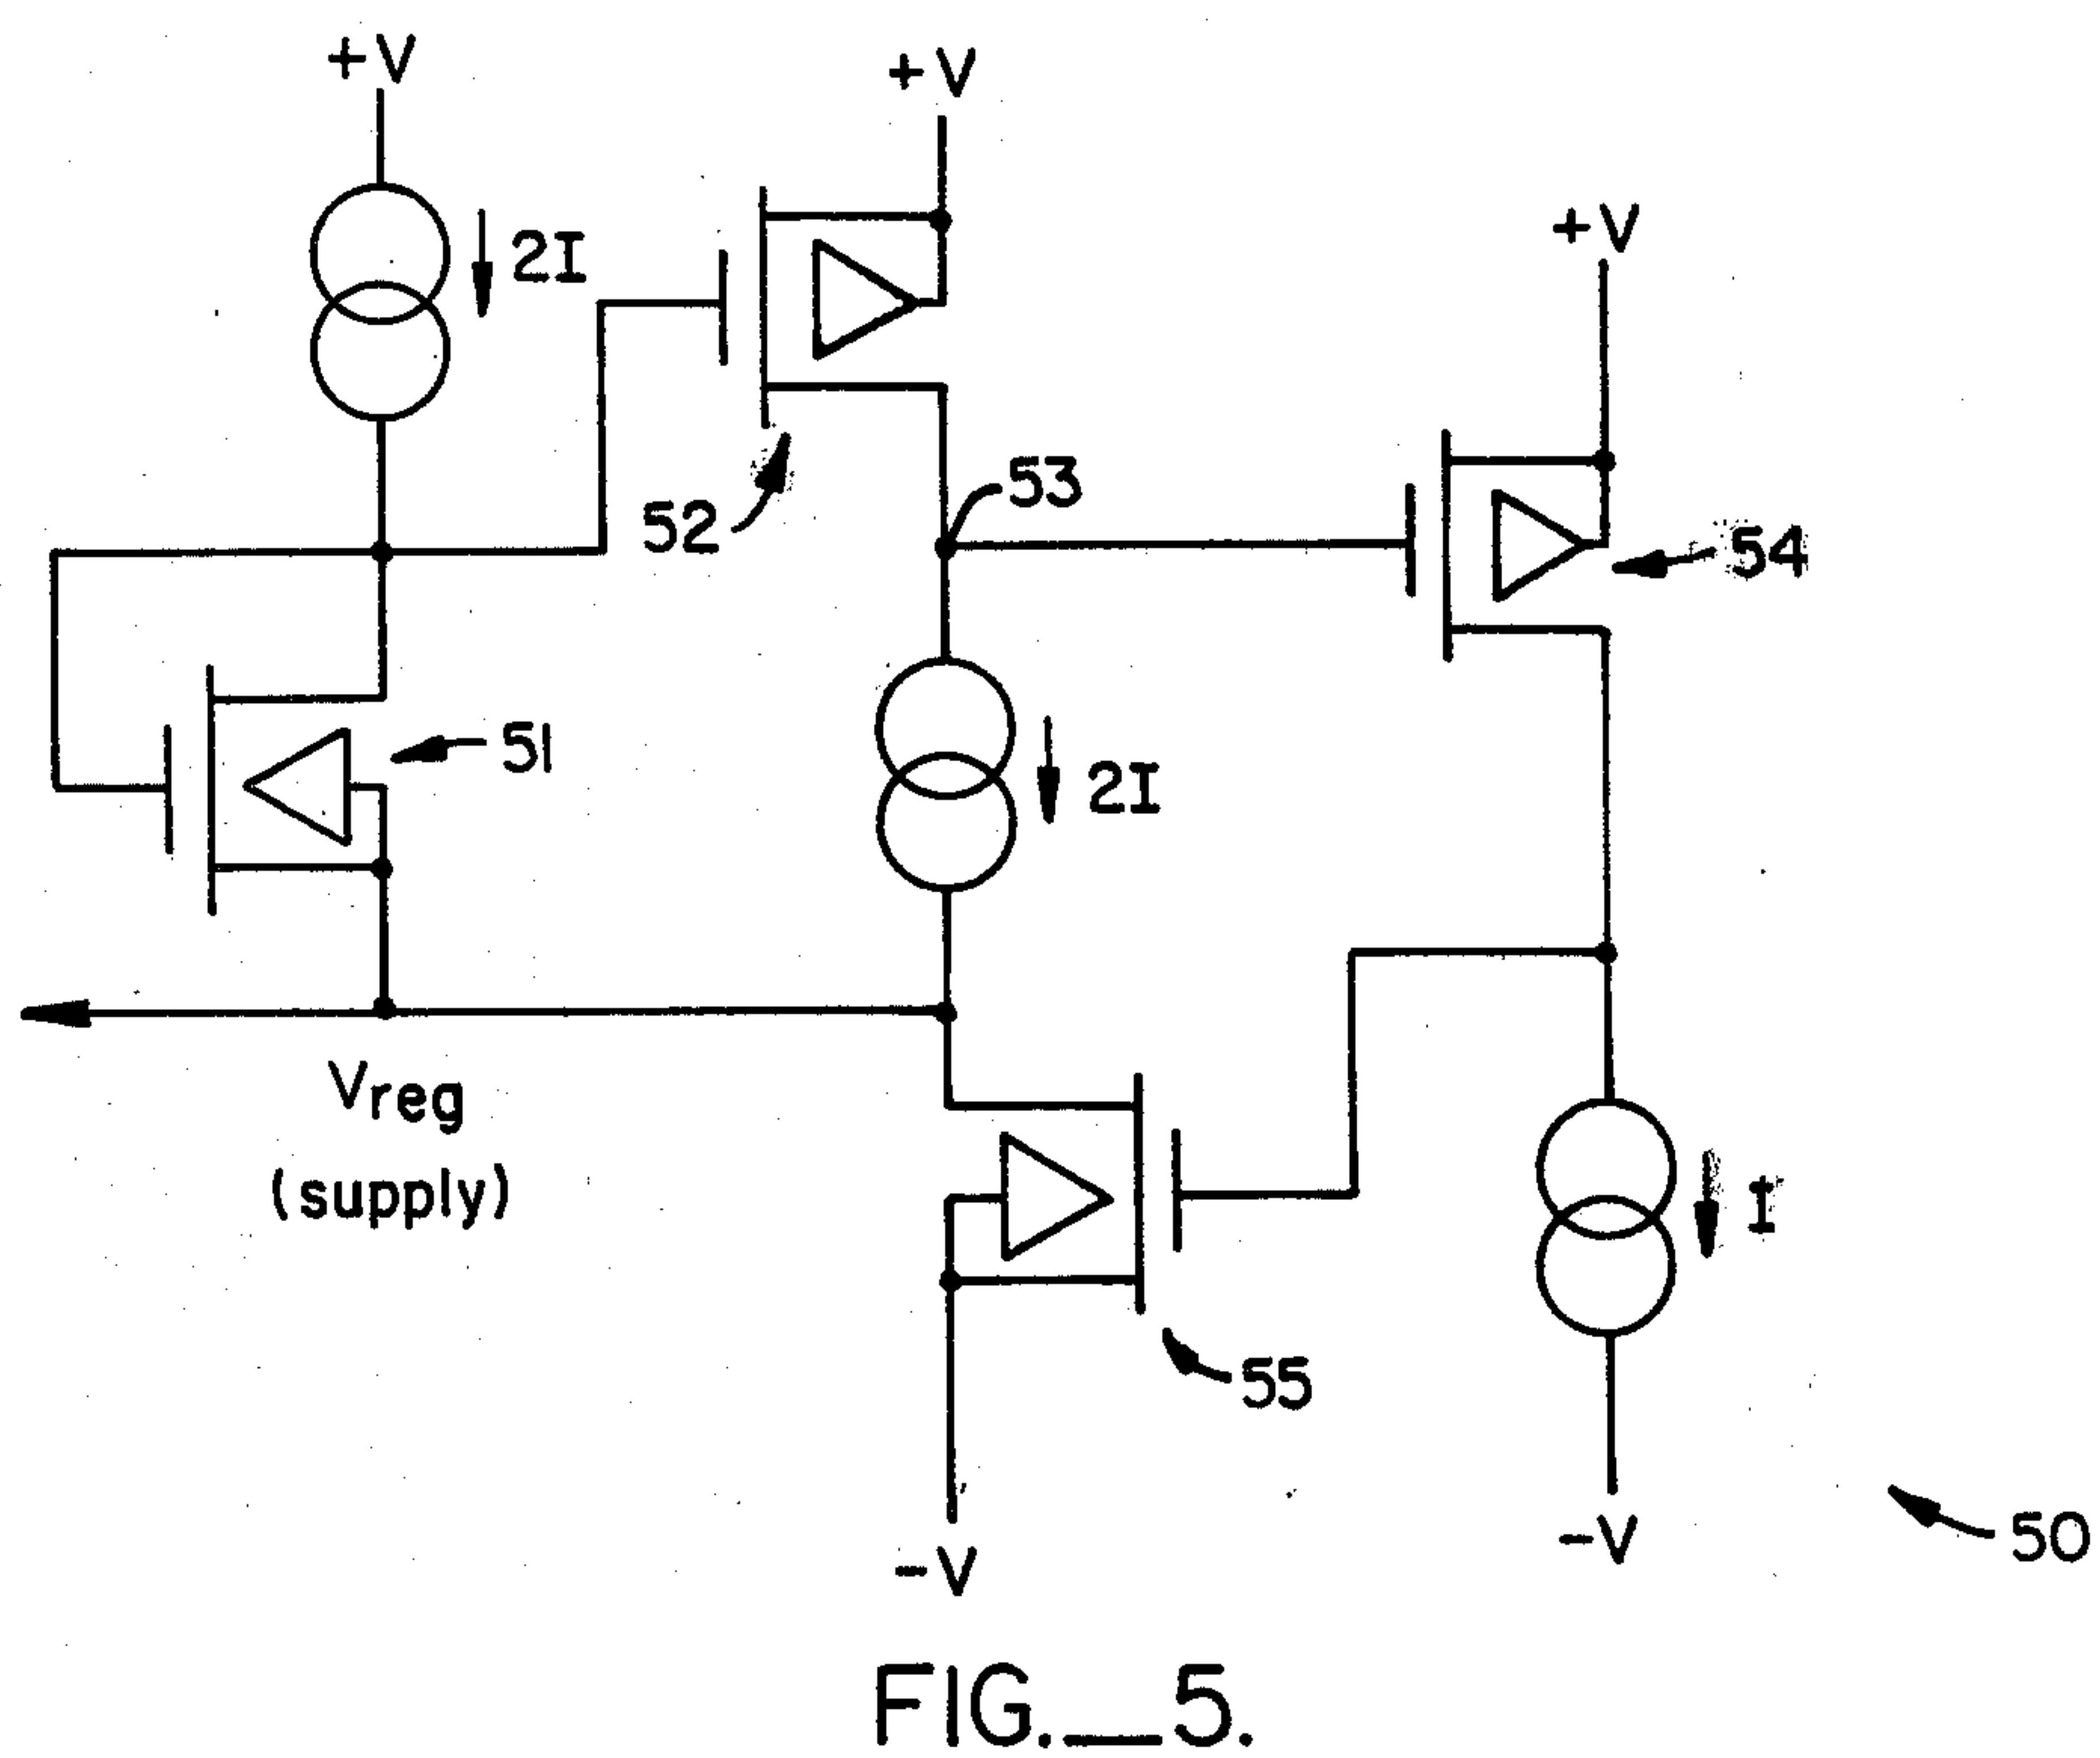 +V
+V
+V
2I
52
53
54
51
2I
Vreg
(supply)
I
55
-V
-V
50
FIG._5.